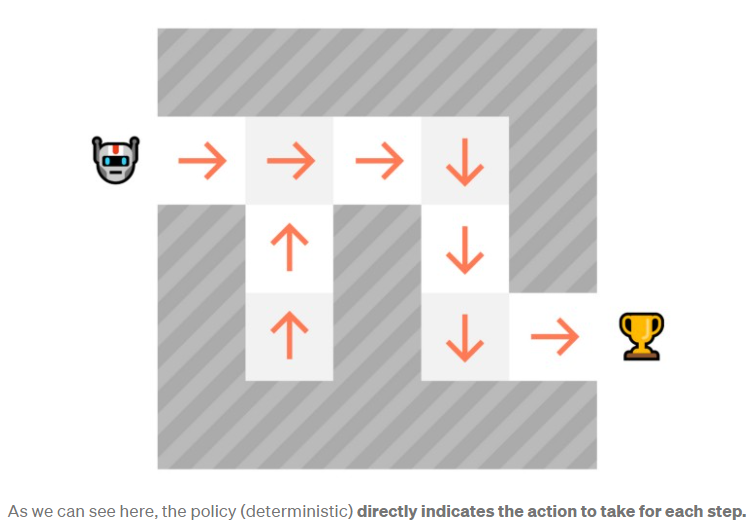 As we can see here, the policy (deterministic) directly indicates the action to take for each step.